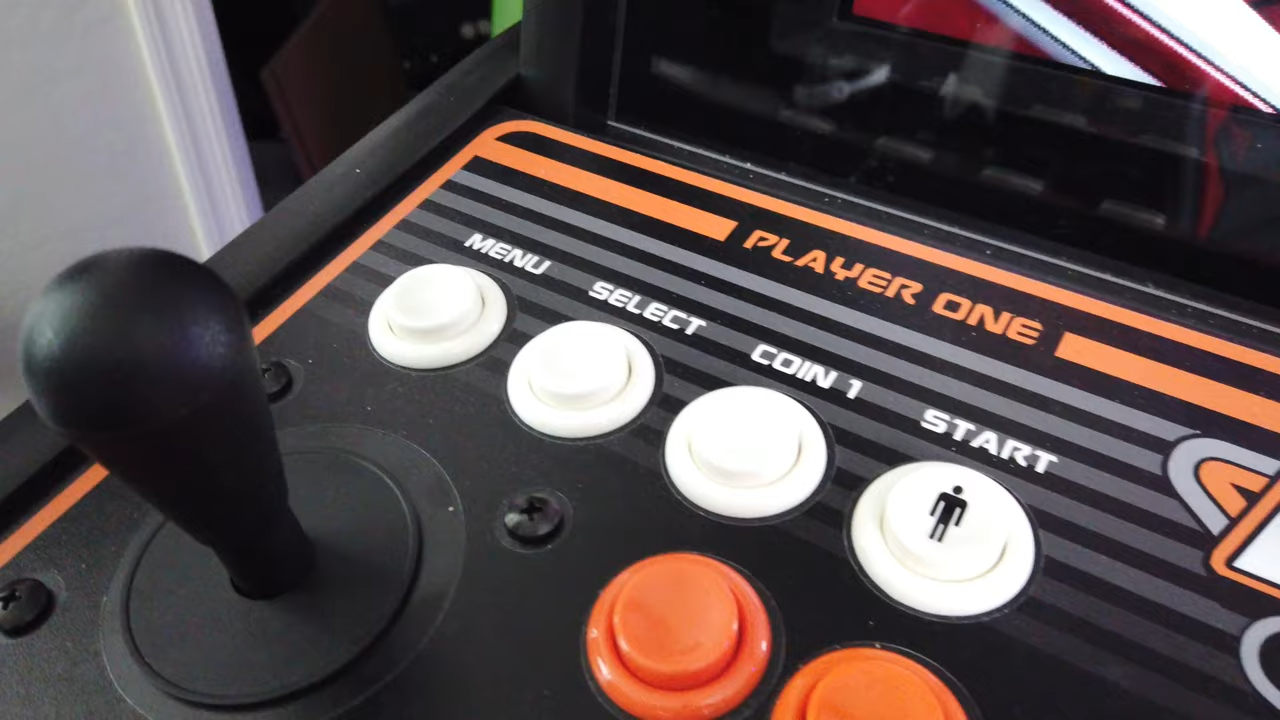 PLAYER ONE
MENU
SELECT
COIN 1
START